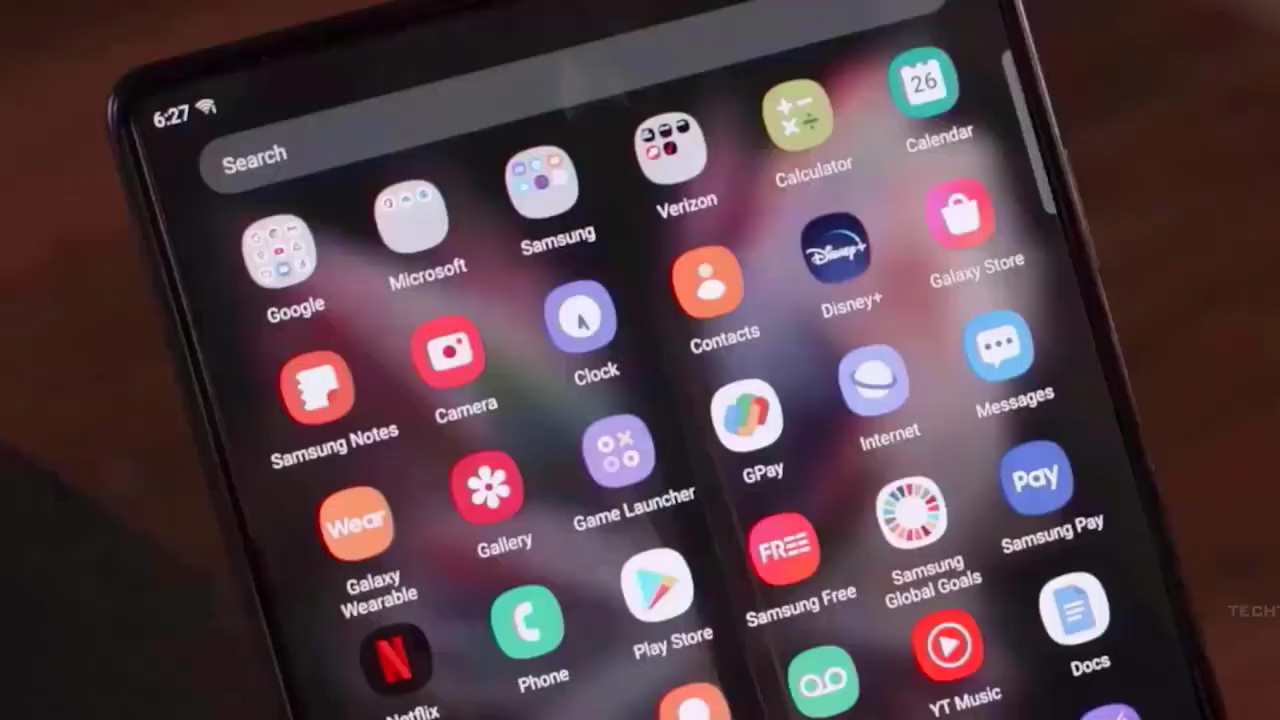 6:27
Search
Google
Microsoft
Samsung
Verizon
Calculator
26
Calendar
Samsung Notes
Camera
Clock
Contacts
Disney+
Disney+
Galaxy Store
Wear
Galaxy
Wearable
Gallery
Game Launcher
GPay
Internet
Messages
N
Netflix
Phone
Play Store
FREE
Samsung Free
Samsung
Global Goals
Pay
Samsung Pay
YT Music
Docs